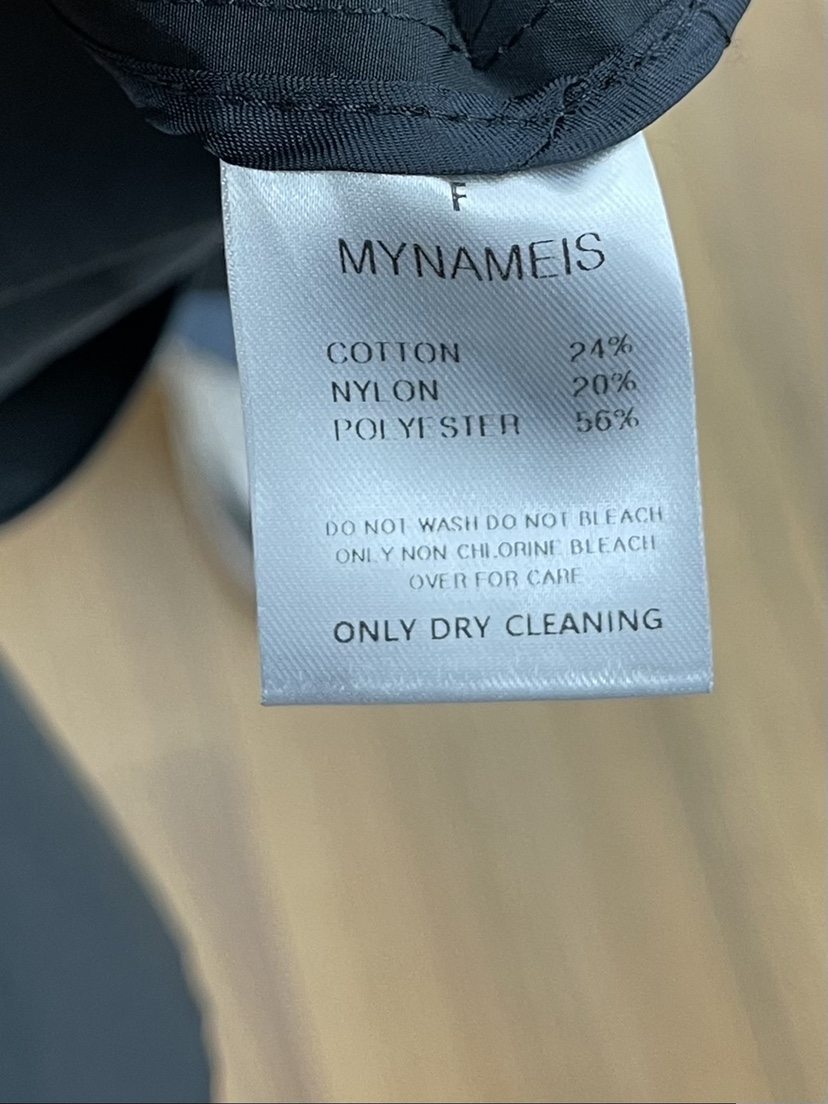 F
MYNAMEIS
COTTON 24%
NYLON 20%
POLYESTER 56%
DO NOT WASH DO NOT BLEACH
ONLY NON CHLORINE BLEACH
OVER FOR CARE
ONLY DRY CLEANING